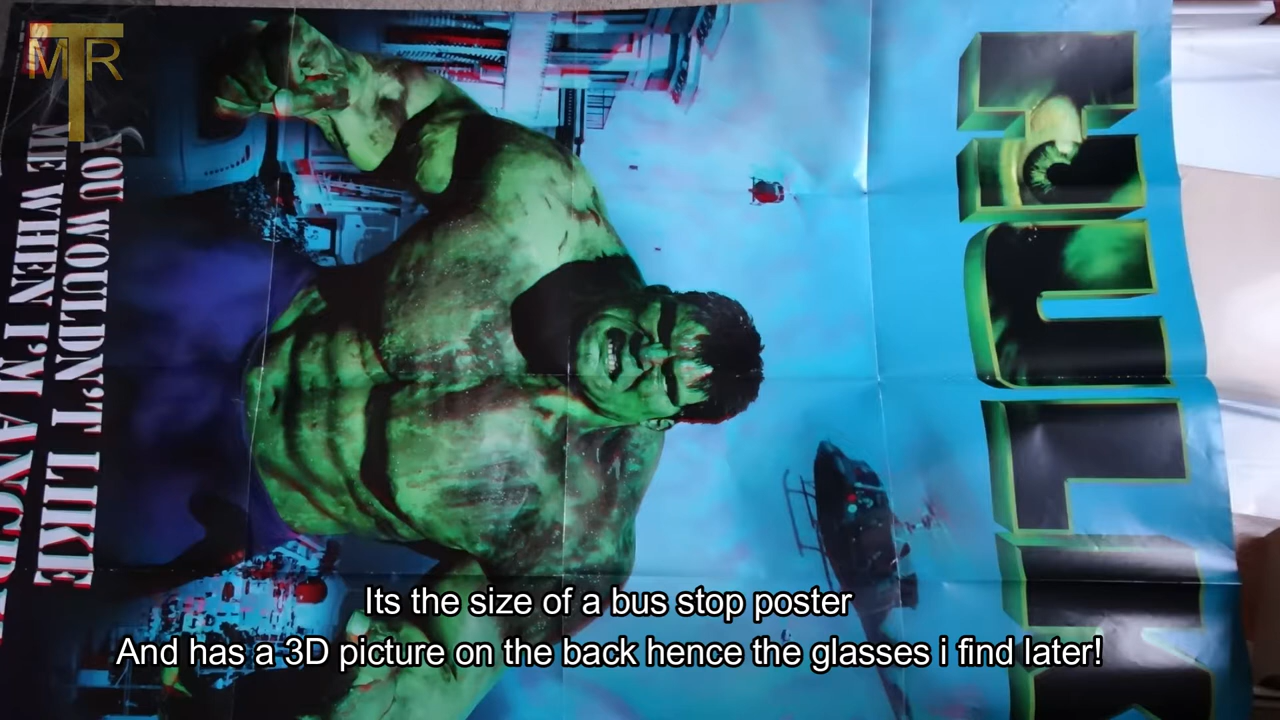 MTR
YOU WOULDN'T LIKE
ME WHEN I'M ANGRY
HULK
Its the size of a bus stop poster
And has a 3D picture on the back hence the glasses i find later!